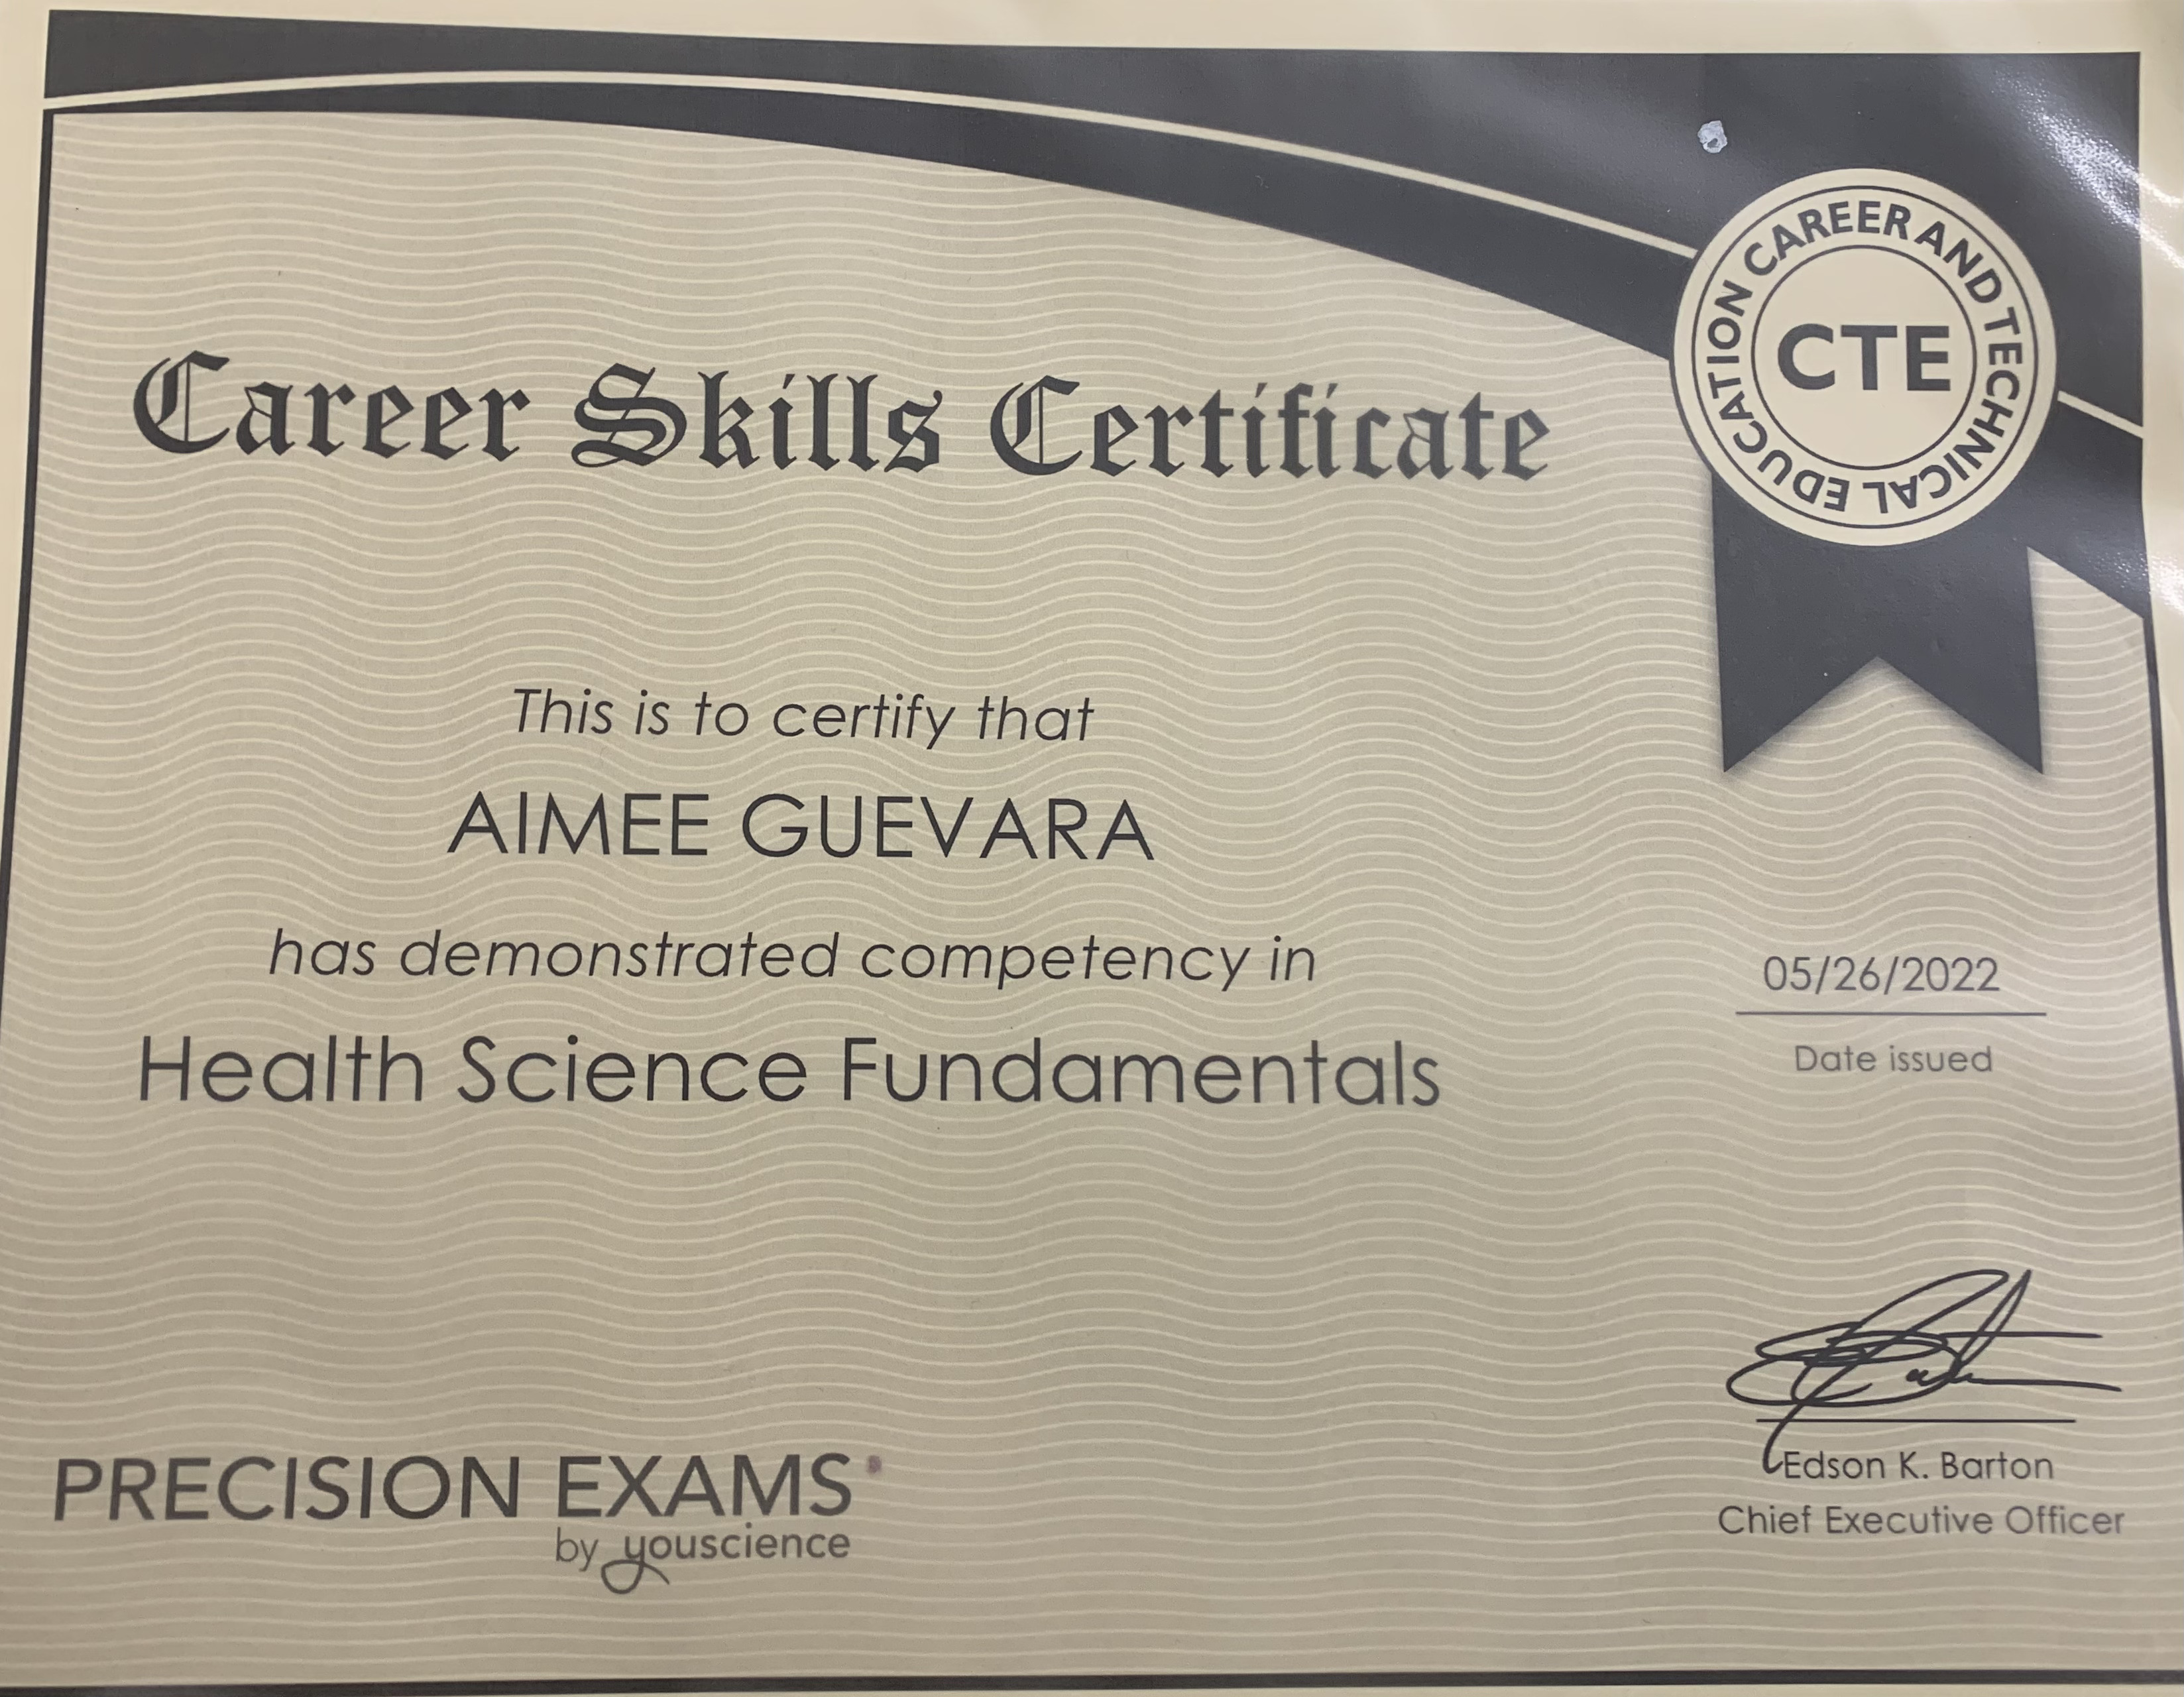 CAREER AND TECHNICAL EDUCATION
CTE
Career Skills Certificate
This is to certify that
AIMEE GUEVARA
has demonstrated competency in
Health Science Fundamentals
05/26/2022
Date issued
Edson K. Barton
Chief Executive Officer
PRECISION EXAMS
by youscience